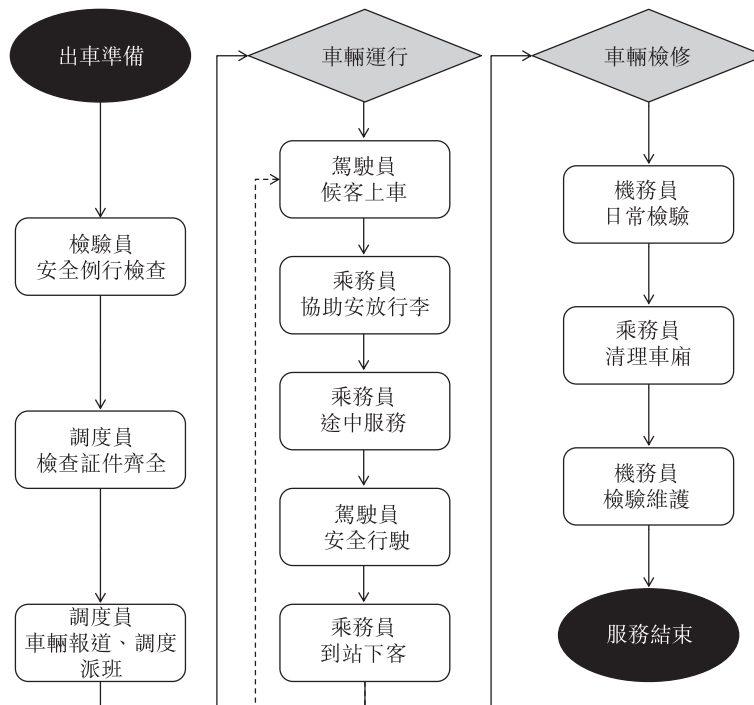 出車準備
檢驗員
安全例行檢查
調度員
檢查証件齊全
調度員
車輛報道、調度
派班
車輛運行
駕駛員
候客上車
乘務員
協助安放行李
乘務員
途中服務
駕駛員
安全行駛
乘務員
到站下客
車輛檢修
機務員
日常檢驗
乘務員
清理車廂
機務員
檢驗維護
服務結束